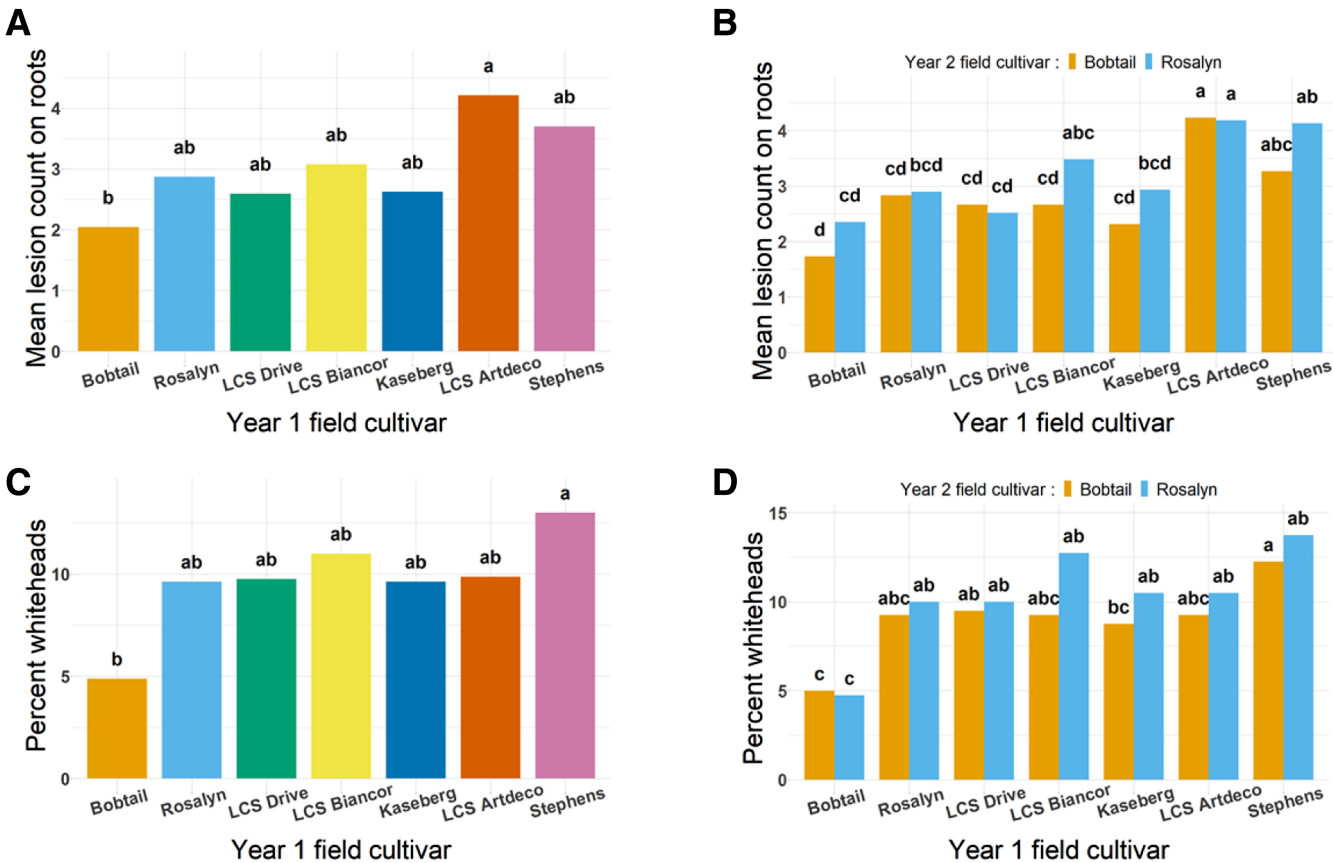 A
Mean lesion count on roots
4
3
2
1
0
b
ab
ab
ab
ab
a
ab
Bobtail
Rosalyn
LCS Drive
LCS Biancor
Kaseberg
LCS Artdeco
Stephens
Year 1 field cultivar
B
Year 2 field cultivar : Bobtail Rosalyn
Mean lesion count on roots
4
3
2
1
0
d
cd
cd
bcd
cd
cd
cd
abc
cd
bcd
a
a
abc
ab
Bobtail
Rosalyn
LCS Drive
LCS Biancor
Kaseberg
LCS Artdeco
Stephens
Year 1 field cultivar
C
Percent whiteheads
10
5
0
b
ab
ab
ab
ab
ab
a
Bobtail
Rosalyn
LCS Drive
LCS Biancor
Kaseberg
LCS Artdeco
Stephens
Year 1 field cultivar
D
Year 2 field cultivar : Bobtail Rosalyn
Percent whiteheads
15
10
5
0
c
c
abc
ab
ab
ab
abc
ab
bc
ab
abc
ab
a
ab
Bobtail
Rosalyn
LCS Drive
LCS Biancor
Kaseberg
LCS Artdeco
Stephens
Year 1 field cultivar